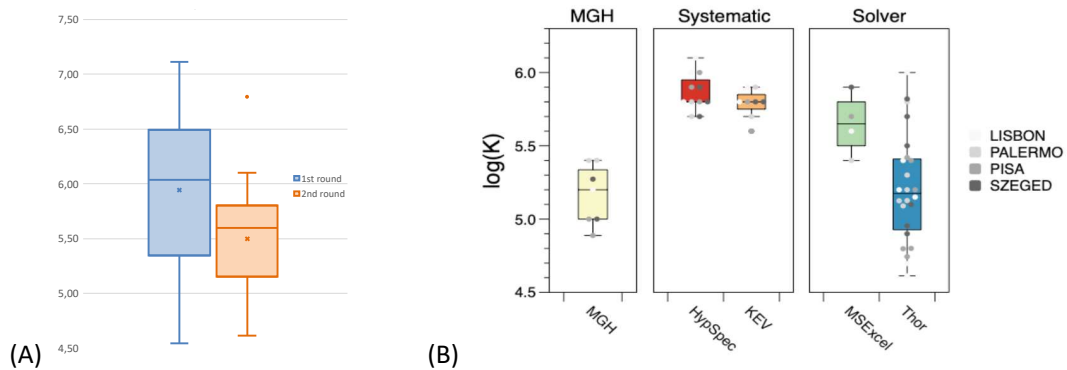 7,50
7,00
6,50
6,00
5,50
5,00
4,50
1st round
2nd round
(A)
MGH Systematic Solver
log(K)
6.0
5.5
5.0
4.5
MGH
HypSpec
KEV
MSExcel
Thor
LISBON
PALERMO
PISA
SZEGED
(B)